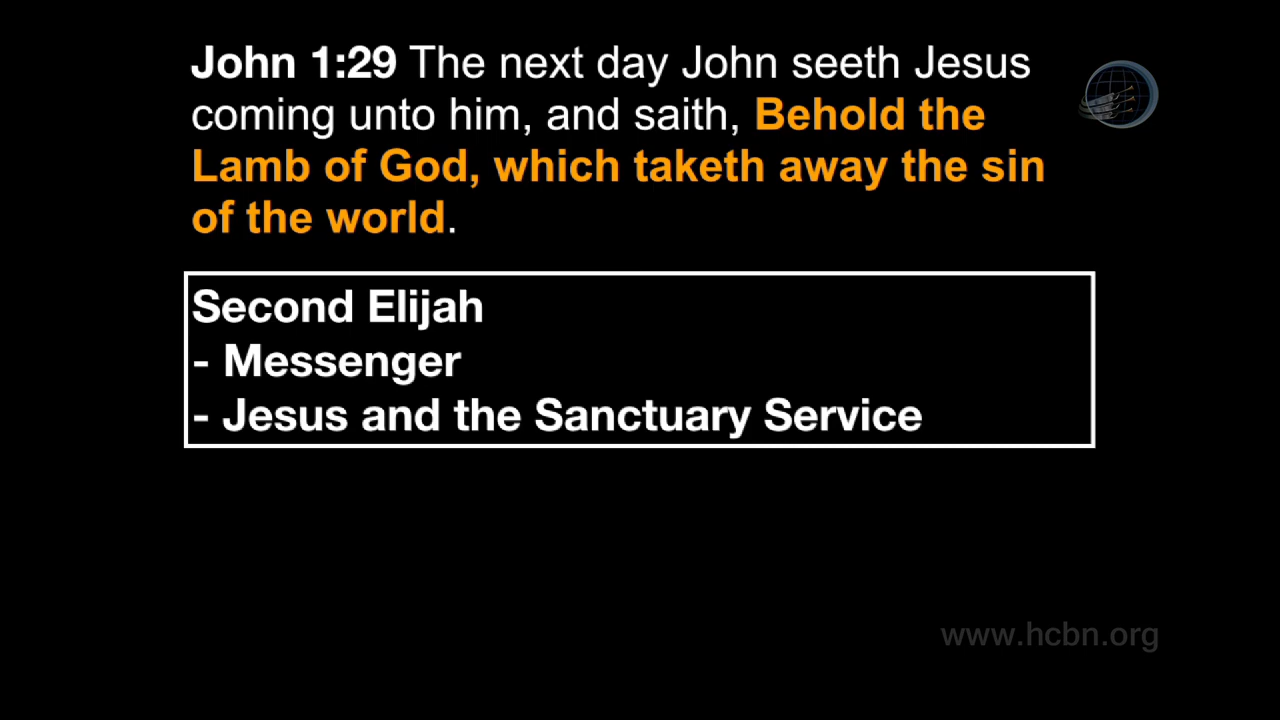 John 1:29 The next day John seeth Jesus
coming unto him, and saith, Behold the
Lamb of God, which taketh away the sin
of the world.
Second Elijah
- Messenger
- Jesus and the Sanctuary Service
www.hcbn.org